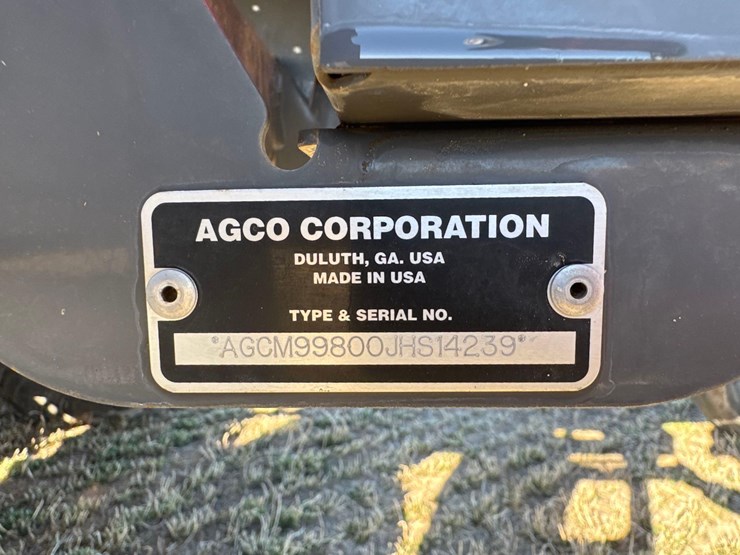 AGCO CORPORATION
DULUTH, GA. USA
MADE IN USA
TYPE & SERIAL NO.
*AGCM99800JHS14239*